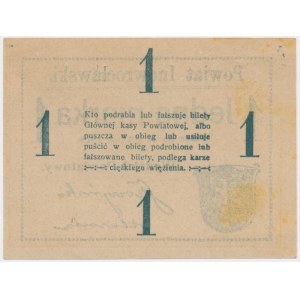 1
Kto podrabia lub fałszuje bilety
Głównej kasy Powiatowej, albo
puszcza w obieg lub usiłuje
puścić w obieg podrobione lub
fałszowane bilety, podlega karze
ciężkiego więzienia.
1
1
1
Powiat Inowrocławski